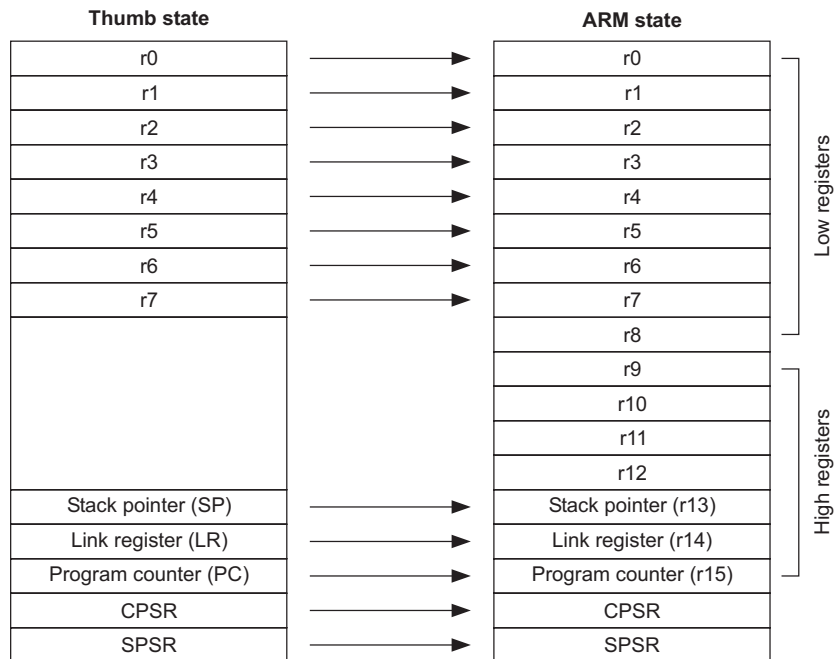 Thumb state
ARM state
r0
r0
r1
r1
r2
r2
r3
r3
r4
r4
r5
r5
r6
r6
r7
r7
r8
r9
r10
r11
r12
Stack pointer (SP)
Stack pointer (r13)
Link register (LR)
Link register (r14)
Program counter (PC)
Program counter (r15)
CPSR
CPSR
SPSR
SPSR
Low registers
High registers